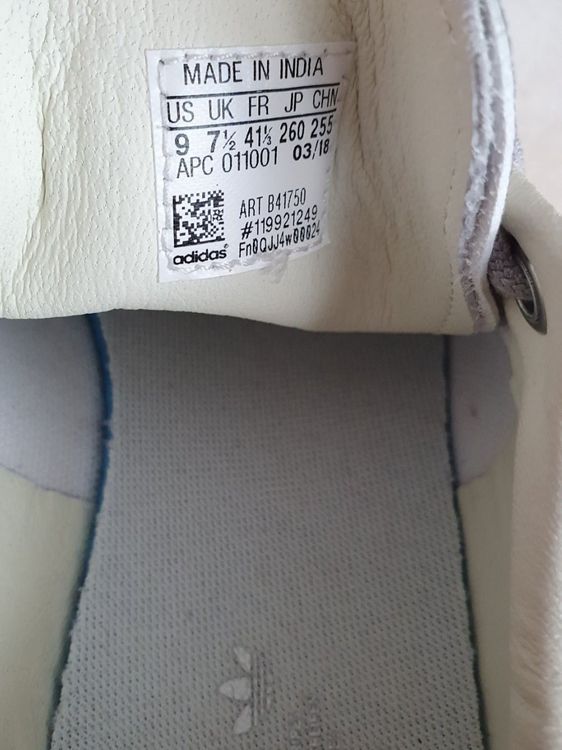 MADE IN INDIA
US UK FR JP CHN
9 7½ 41⅓ 260 255
APC 011001 03/18
ART B41750
#119921249
adidas® Fn0QJJ4w00024